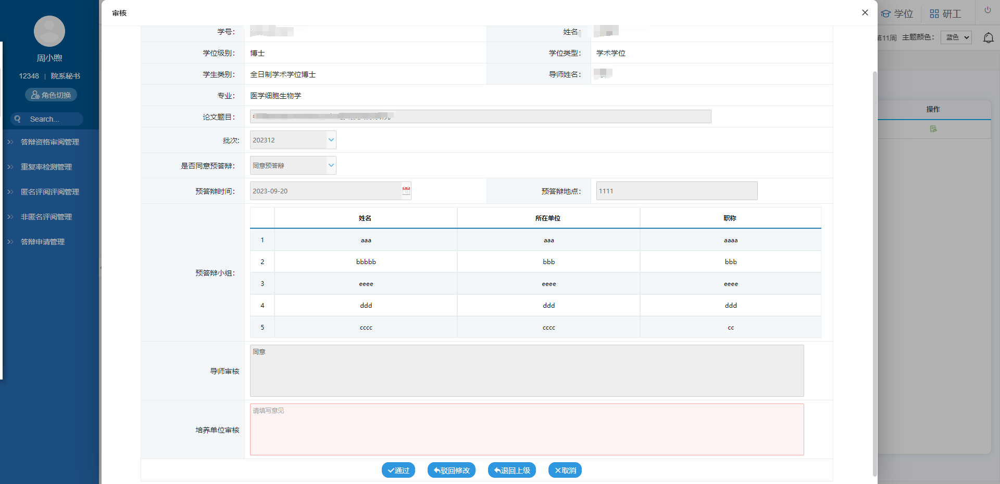 审核
学位
研工
第11周 主题颜色： 蓝色
周小煦
12348 | 院系秘书
角色切换
Search...
答辩资格审阅管理
重复率检测管理
匿名评阅评阅管理
非匿名评阅管理
答辩申请管理
操作
学号：
姓名：
学位级别： 博士
学位类型： 学术学位
学生类别： 全日制学术学位博士
导师姓名：
专业： 医学细胞生物学
论文题目：
批次: 202312
是否同意预答辩： 同意预答辩
预答辩时间： 2023-09-20
预答辩地点： 1111
预答辩小组：
姓名 所在单位 职称
1 aaa aaa aaaa
2 bbbbb bbb bbb
3 eeee eeee eeee
4 ddd ddd ddd
5 cccc cccc cc
导师审核 同意
培养单位审核 请填写意见
通过 驳回修改 退回上级 取消